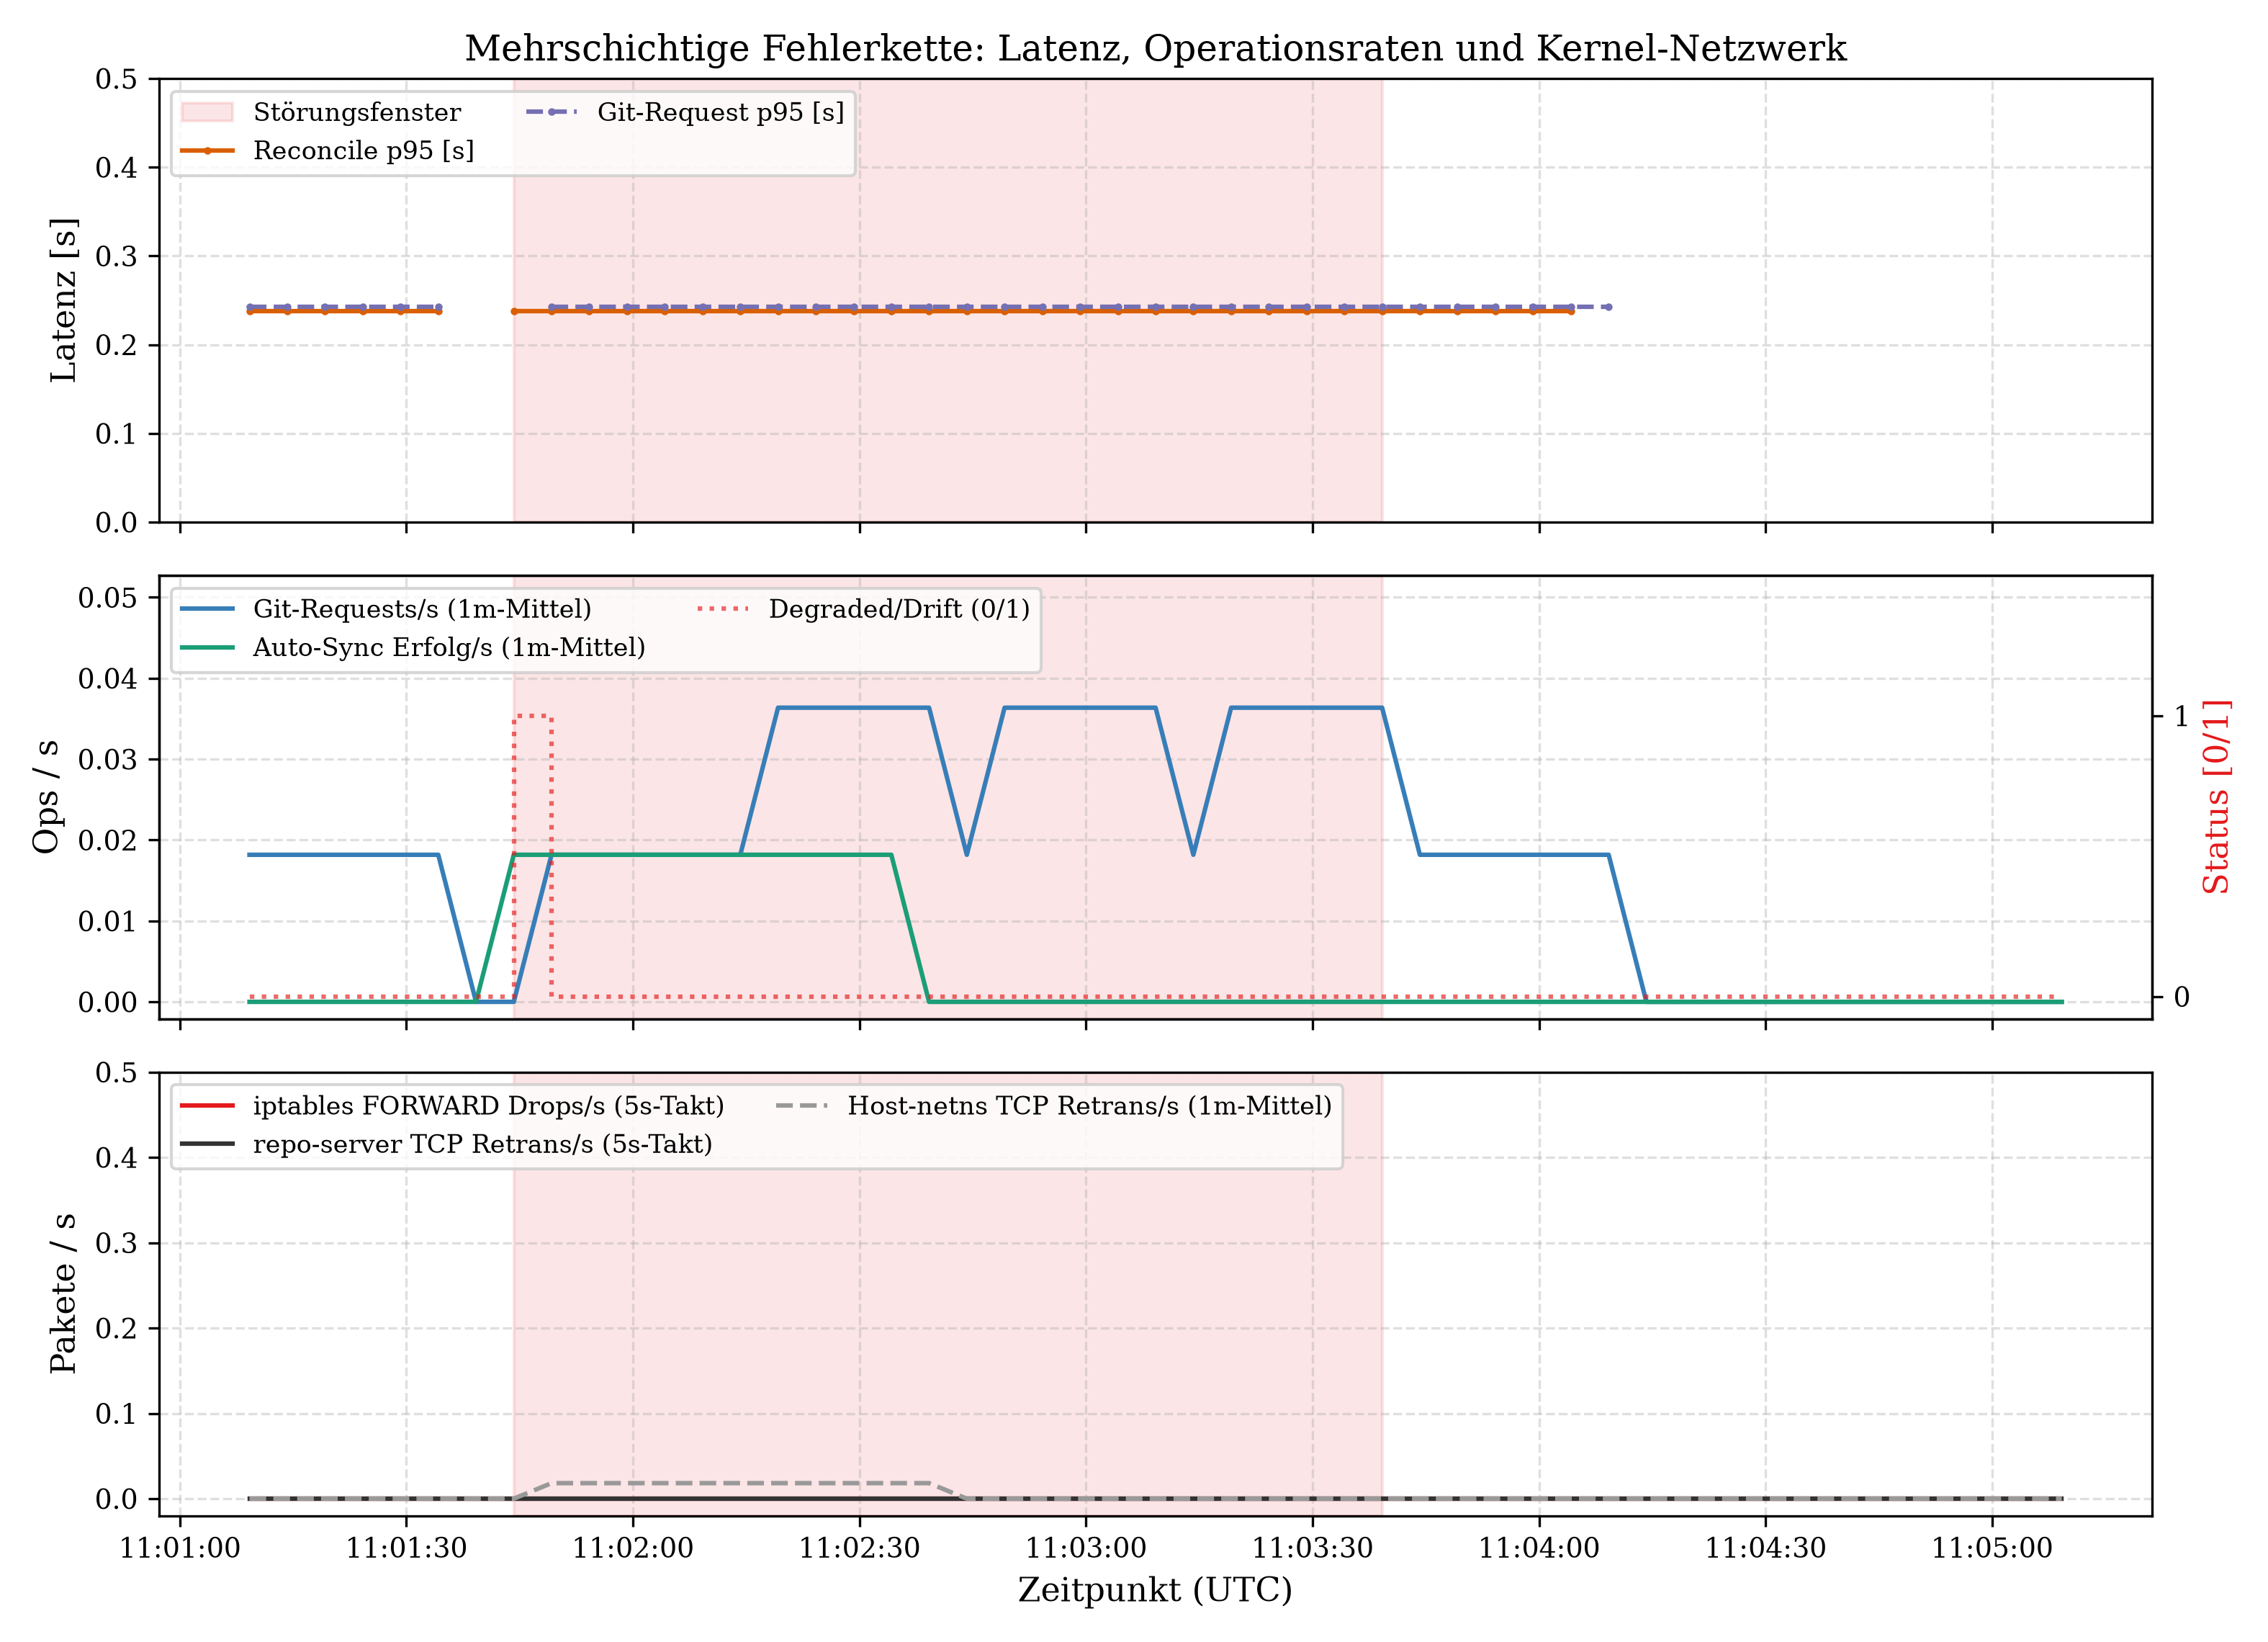 Mehrschichtige Fehlerkette: Latenz, Operationsraten und Kernel-Netzwerk
0.5
0.4
0.3
0.2
0.1
0.0
Latenz [s]
Störungsfenster
Reconcile p95 [s]
Git-Request p95 [s]
0.05
0.04
0.03
0.02
0.01
0.00
Ops / s
Git-Requests/s (1m-Mittel)
Auto-Sync Erfolg/s (1m-Mittel)
Degraded/Drift (0/1)
1
0
Status [0/1]
0.5
0.4
0.3
0.2
0.1
0.0
Pakete / s
iptables FORWARD Drops/s (5s-Takt)
repo-server TCP Retrans/s (5s-Takt)
Host-netns TCP Retrans/s (1m-Mittel)
11:01:00 11:01:30 11:02:00 11:02:30 11:03:00 11:03:30 11:04:00 11:04:30 11:05:00
Zeitpunkt (UTC)